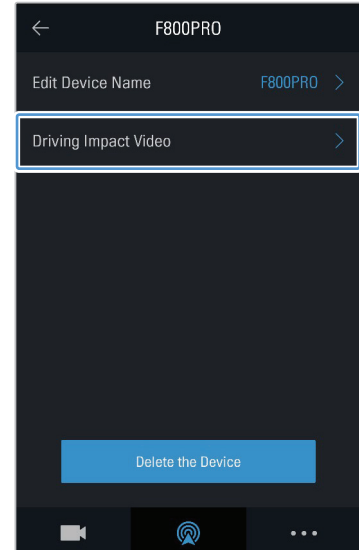 F800PRO
Edit Device Name F800PRO
Driving Impact Video
Delete the Device